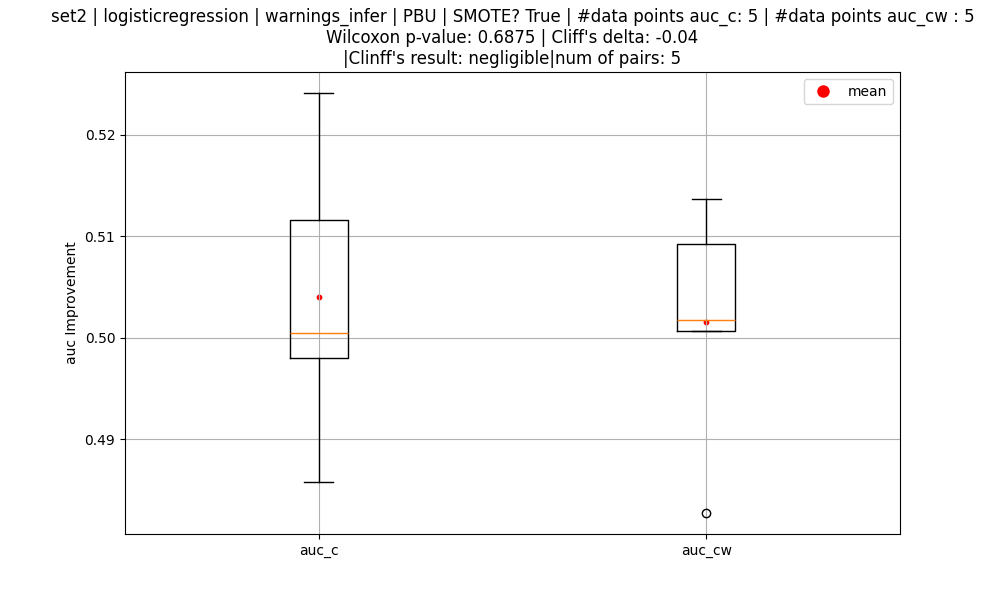 set2 | logisticregression | warnings_infer | PBU | SMOTE? True | #data points auc_c: 5 | #data points auc_cw : 5
Wilcoxon p-value: 0.6875 | Cliff's delta: -0.04
|Clinff's result: negligible|num of pairs: 5
mean
0.52
0.51
0.50
0.49
auc Improvement
auc_c
auc_cw